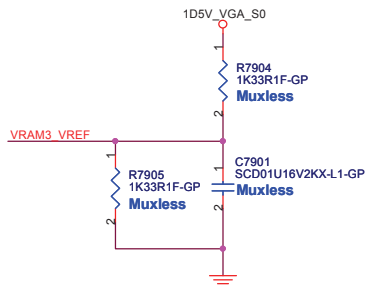 1D5V_VGA_S0
1
R7904
1K33R1F-GP
Muxless
2
VRAM3_VREF
1
R7905
1K33R1F-GP
Muxless
2
1
C7901
SCD01U16V2KX-L1-GP
Muxless
2